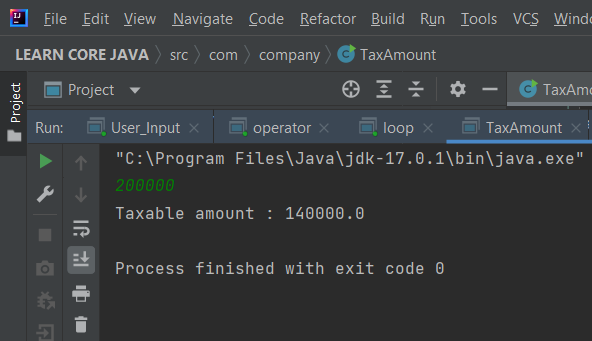 IJ File Edit View Navigate Code Refactor Build Run Tools VCS
LEARN CORE JAVA src com company TaxAmount
Project
Project
Run: User_Input operator loop TaxAmount
"C:\Program Files\Java\jdk-17.0.1\bin\java.exe"
200000
Taxable amount : 140000.0
Process finished with exit code 0